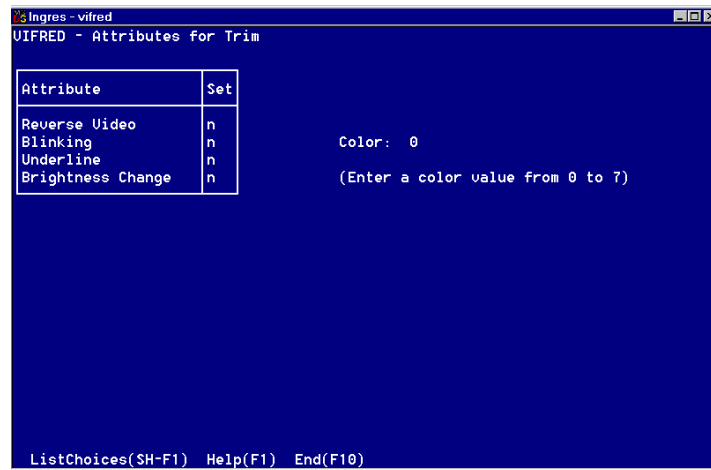 Ingres - vifred
VIFRED - Attributes for Trim
Attribute Set
Reverse Video n
Blinking n Color: 0
Underline n
Brightness Change n (Enter a color value from 0 to 7)
ListChoices(SH-F1) Help(F1) End(F10)